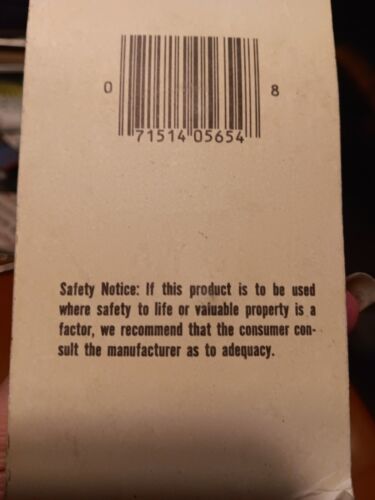 0 8
71514 05654
Safety Notice: If this product is to be used
where safety to life or valuable property is a
factor, we recommend that the consumer con-
sult the manufacturer as to adequacy.